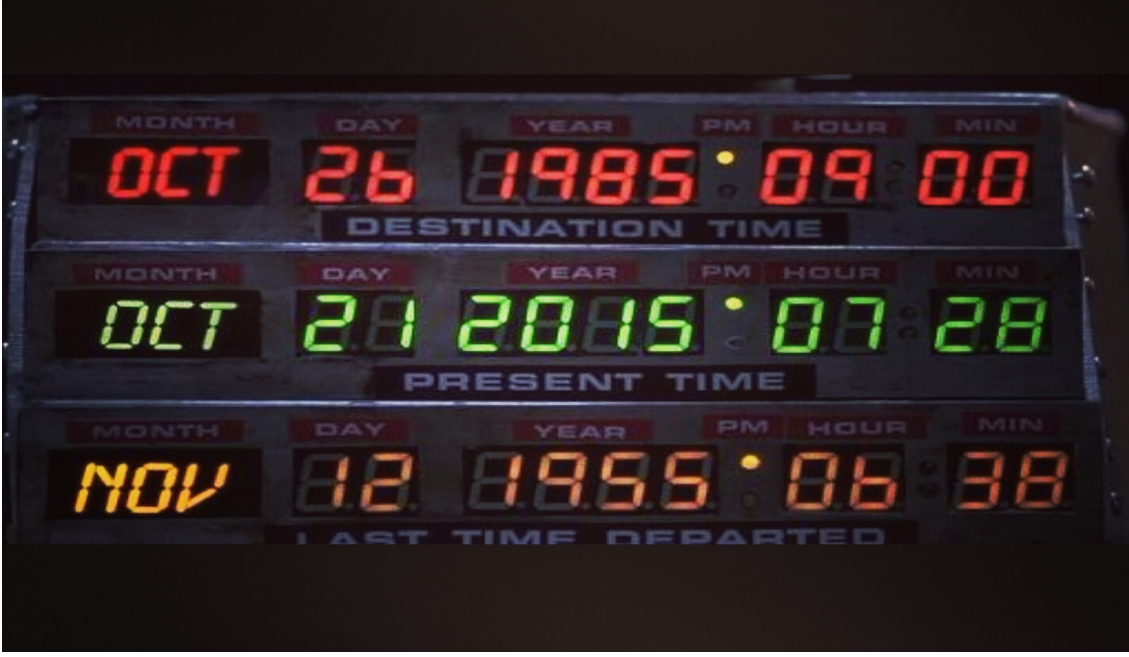 MONTH DAY YEAR PM HOUR MIN
OCT 26 1985 09 00
DESTINATION TIME
MONTH DAY YEAR PM HOUR MIN
OCT 21 2015 07 28
PRESENT TIME
MONTH DAY YEAR PM HOUR MIN
NOV 12 1955 06 38
LAST TIME DEPARTED